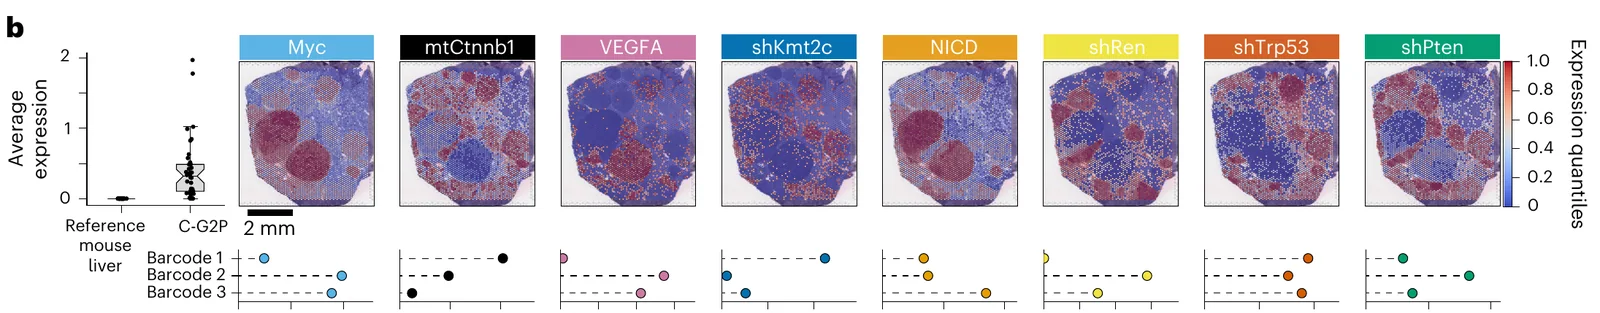 b
Myc
mtCtnnb1
VEGFA
shKmt2c
NICD
shRen
shTrp53
shPten
Average
expression
2
1
0
Reference
mouse
liver
C-G2P
2 mm
1.0
0.8
0.6
0.4
0.2
0
Expression quantiles
Barcode 1
Barcode 2
Barcode 3